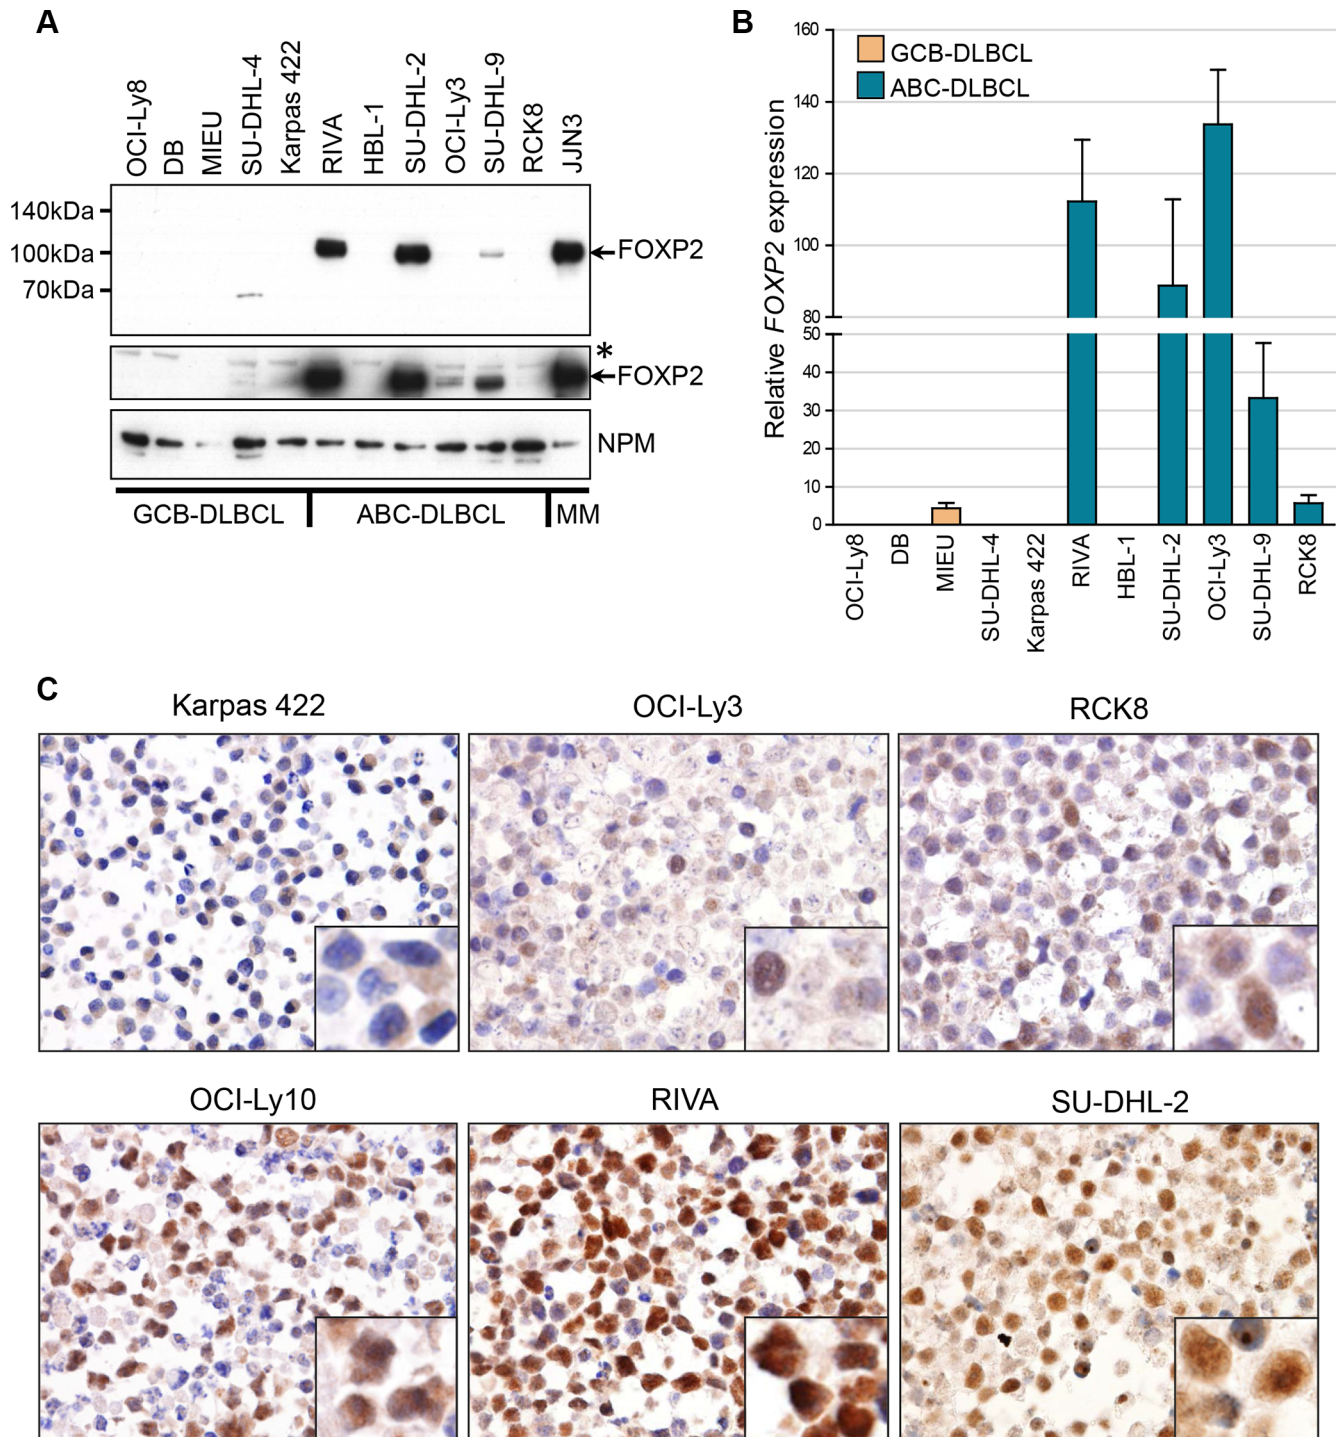 A
OCI-Ly8
DB
MIEU
SU-DHL-4
Karpas 422
RIVA
HBL-1
SU-DHL-2
OCI-Ly3
SU-DHL-9
RCK8
JJN3
140kDa
100kDa
70kDa
FOXP2
*
FOXP2
NPM
GCB-DLBCL
ABC-DLBCL
MM
B
GCB-DLBCL
ABC-DLBCL
Relative FOXP2 expression
160
140
120
100
80
50
40
30
20
10
0
OCI-Ly8
DB
MIEU
SU-DHL-4
Karpas 422
RIVA
HBL-1
SU-DHL-2
OCI-Ly3
SU-DHL-9
RCK8
C
Karpas 422
OCI-Ly3
RCK8
OCI-Ly10
RIVA
SU-DHL-2